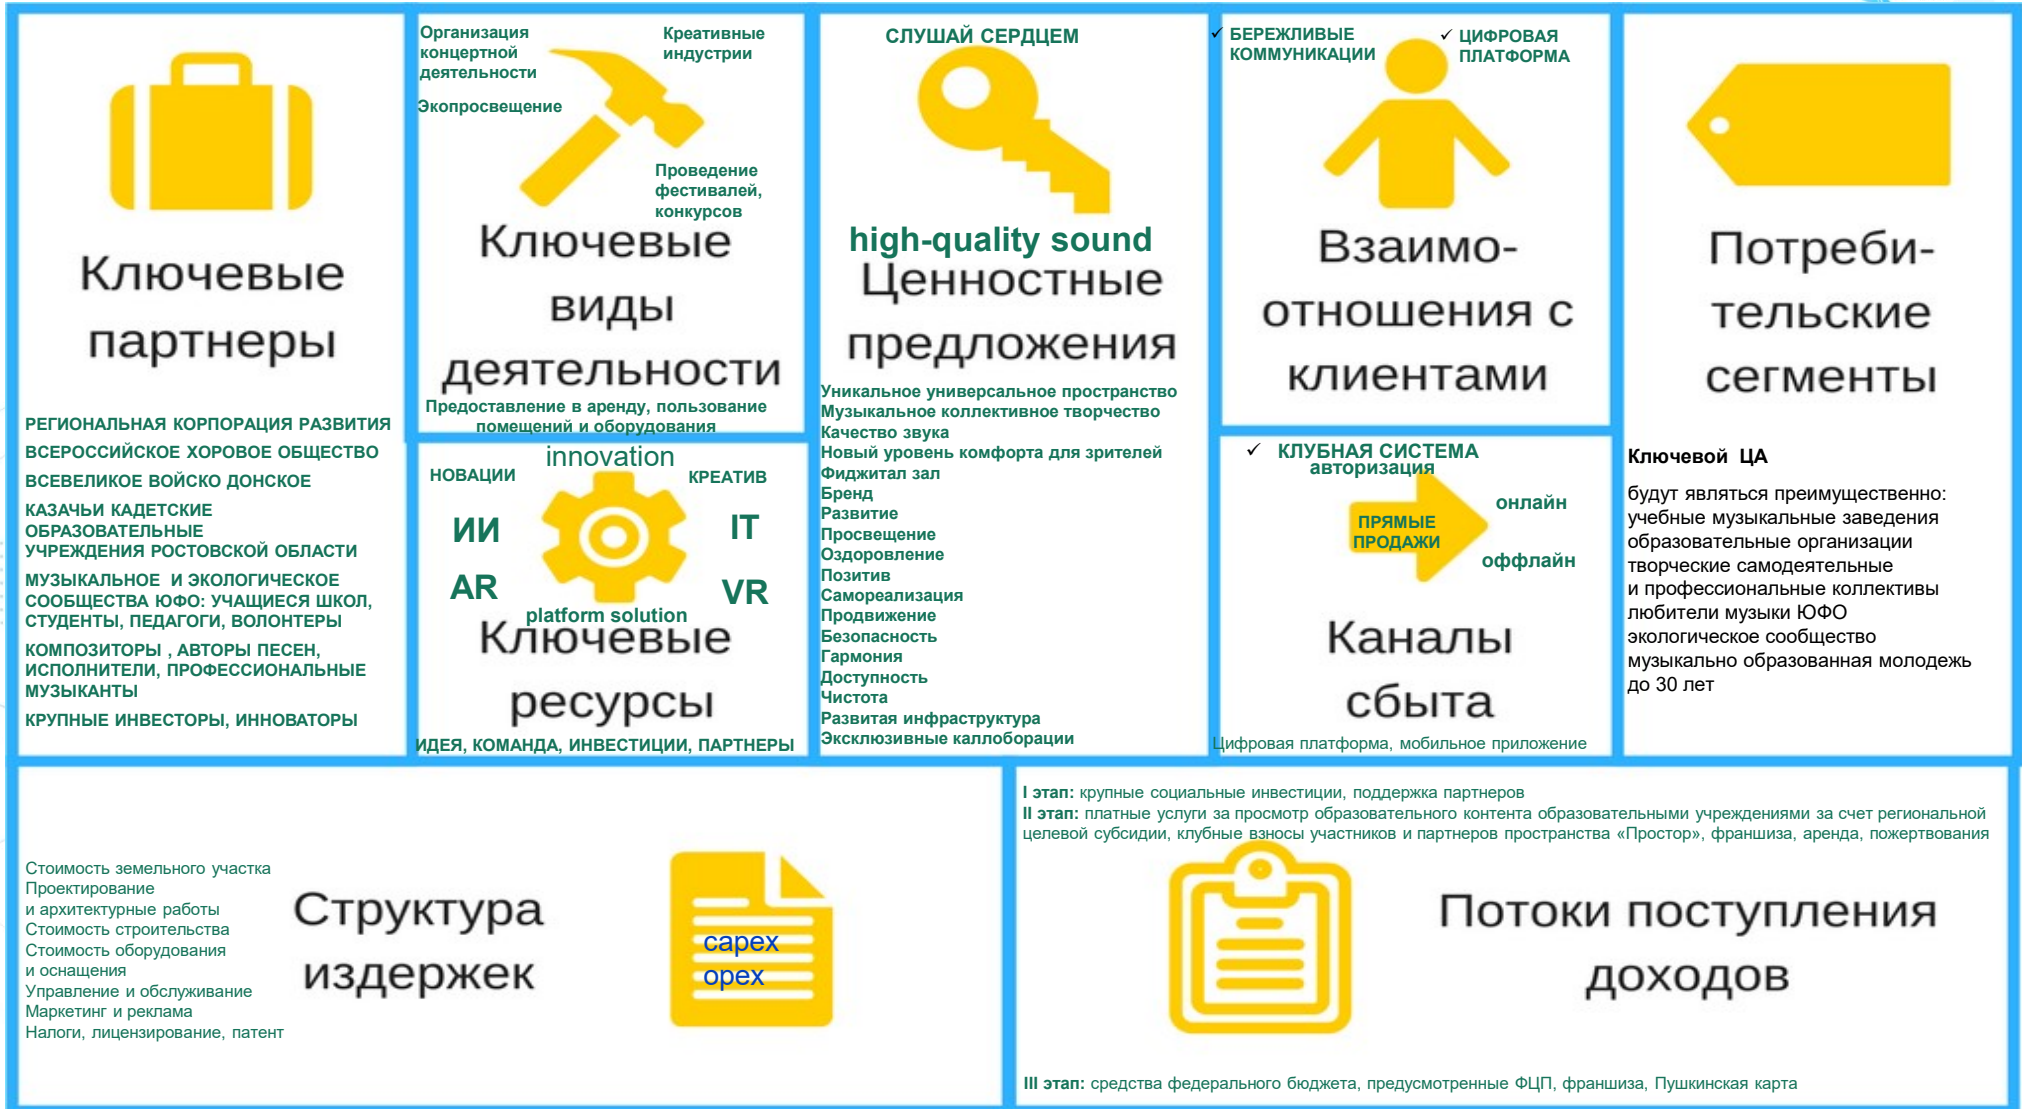 Ключевые
партнеры
РЕГИОНАЛЬНАЯ КОРПОРАЦИЯ РАЗВИТИЯ
ВСЕРОССИЙСКОЕ ХОРОВОЕ ОБЩЕСТВО
ВСЕВЕЛИКОЕ ВОЙСКО ДОНСКОЕ
КАЗАЧЬИ КАДЕТСКИЕ
ОБРАЗОВАТЕЛЬНЫЕ
УЧРЕЖДЕНИЯ РОСТОВСКОЙ ОБЛАСТИ
МУЗЫКАЛЬНОЕ И ЭКОЛОГИЧЕСКОЕ
СООБЩЕСТВА ЮФО: УЧАЩИЕСЯ ШКОЛ,
СТУДЕНТЫ, ПЕДАГОГИ, ВОЛОНТЕРЫ
КОМПОЗИТОРЫ , АВТОРЫ ПЕСЕН,
ИСПОЛНИТЕЛИ, ПРОФЕССИОНАЛЬНЫЕ
МУЗЫКАНТЫ
КРУПНЫЕ ИНВЕСТОРЫ, ИННОВАТОРЫ
Организация
концертной
деятельности
Креативные
индустрии
Экопросвещение
Проведение
фестивалей,
конкурсов
Ключевые
виды
деятельности
Предоставление в аренду, пользование
помещений и оборудования
innovation
НОВАЦИИ
КРЕАТИВ
ИИ
IT
AR
VR
platform solution
Ключевые
ресурсы
ИДЕЯ, КОМАНДА, ИНВЕСТИЦИИ, ПАРТНЕРЫ
СЛУШАЙ СЕРДЦЕМ
high-quality sound
Ценностные
предложения
Уникальное универсальное пространство
Музыкальное коллективное творчество
Качество звука
Новый уровень комфорта для зрителей
Фиджитал зал
Бренд
Развитие
Просвещение
Оздоровление
Позитив
Самореализация
Продвижение
Безопасность
Гармония
Доступность
Чистота
Развитая инфраструктура
Эксклюзивные каллоборации
✓ БЕРЕЖЛИВЫЕ
КОММУНИКАЦИИ
✓ ЦИФРОВАЯ
ПЛАТФОРМА
Взаимо-
отношения с
клиентами
✓ КЛУБНАЯ СИСТЕМА
авторизация
ПРЯМЫЕ
ПРОДАЖИ
онлайн
оффлайн
Каналы
сбыта
Цифровая платформа, мобильное приложение
Потреби-
тельские
сегменты
Ключевой ЦА
будут являться преимущественно:
учебные музыкальные заведения
образовательные организации
творческие самодеятельные
и профессиональные коллективы
любители музыки ЮФО
экологическое сообщество
музыкально образованная молодежь
до 30 лет
Стоимость земельного участка
Проектирование
и архитектурные работы
Стоимость строительства
Стоимость оборудования
и оснащения
Управление и обслуживание
Маркетинг и реклама
Налоги, лицензирование, патент
Структура
издержек
capex
opex
I этап: крупные социальные инвестиции, поддержка партнеров
II этап: платные услуги за просмотр образовательного контента образовательными учреждениями за счет региональной
целевой субсидии, клубные взносы участников и партнеров пространства «Простор», франшиза, аренда, пожертвования
Потоки поступления
доходов
III этап: средства федерального бюджета, предусмотренные ФЦП, франшиза, Пушкинская карта